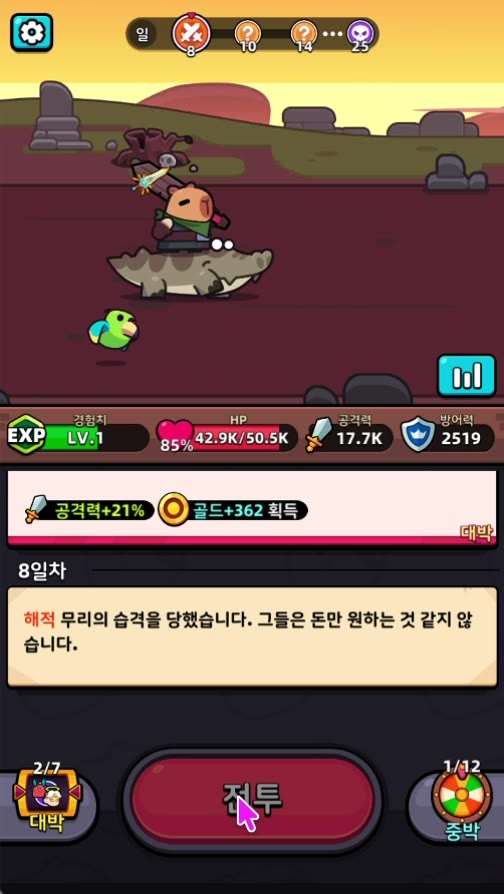 일
8
10
14
25
경험치
EXP LV.1
HP
85% 42.9K/50.5K
공격력
17.7K
방어력
2519
공격력+21% 골드+362 획득
대박
8일차
해적 무리의 습격을 당했습니다. 그들은 돈만 원하는 것 같지 않
습니다.
2/7
대박
전투
1/12
중박